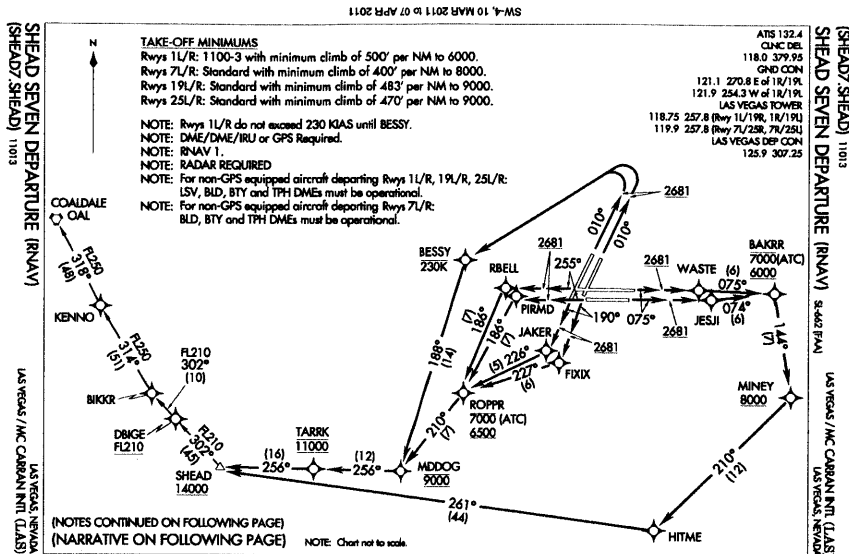 SW-4, 10 MAR 2011 to 07 APR 2011
(SHEAD7.SHEAD) 11013
SHEAD SEVEN DEPARTURE (RNAV)
LAS VEGAS / MC CARRAN INTL (LAS)
LAS VEGAS, NEVADA
(SHEAD7.SHEAD) 11013
SHEAD SEVEN DEPARTURE (RNAV)
SL-662 (FAA)
LAS VEGAS / MC CARRAN INTL (LAS)
LAS VEGAS, NEVADA
N
TAKE-OFF MINIMUMS
Rwys 1L/R: 1100-3 with minimum climb of 500' per NM to 6000.
Rwys 7L/R: Standard with minimum climb of 400' per NM to 8000.
Rwys 19L/R: Standard with minimum climb of 483' per NM to 9000.
Rwys 25L/R: Standard with minimum climb of 470' per NM to 9000.
NOTE: Rwys 1L/R do not exceed 230 KIAS until BESSY.
NOTE: DME/DME/IRU or GPS Required.
NOTE: RNAV 1.
NOTE: RADAR REQUIRED
NOTE: For non-GPS equipped aircraft departing Rwys 1L/R, 19L/R, 25L/R:
LSV, BLD, BTY and TPH DMEs must be operational.
NOTE: For non-GPS equipped aircraft departing Rwys 7L/R:
BLD, BTY and TPH DMEs must be operational.
ATIS 132.4
CLNC DEL
118.0 379.95
GND CON
121.1 270.8 E of 1R/19L
121.9 254.3 W of 1R/19L
LAS VEGAS TOWER
118.75 257.8 (Rwy 1L/19R, 1R/19L)
119.9 257.8 (Rwy 7L/25R, 7R/25L)
LAS VEGAS DEP CON
125.9 307.25
COALDALE
OAL
FL250
318°
(48)
KENNO
FL250
314°
(51)
BIKKR
FL210
302°
(10)
DBIGE
FL210
FL210
302°
(45)
SHEAD
14000
(16)
256°
TARRK
11000
(12)
256°
MDDOG
9000
BESSY
230K
188°
(14)
2681
010°
010°
RBELL
PIRMD
2681
255°
(7)
186°
186°
(7)
190°
2681
JAKER
FIXIX
(5) 226°
227°
(6)
ROPPR
7000 (ATC)
6500
210°
(7)
075°
2681
2681
WASTE
JESJI
(6)
075°
074°
(6)
BAKRR
7000(ATC)
6000
144°
(7)
MINEY
8000
210°
(12)
HITME
261°
(44)
(NOTES CONTINUED ON FOLLOWING PAGE)
(NARRATIVE ON FOLLOWING PAGE)
NOTE: Chart not to scale.